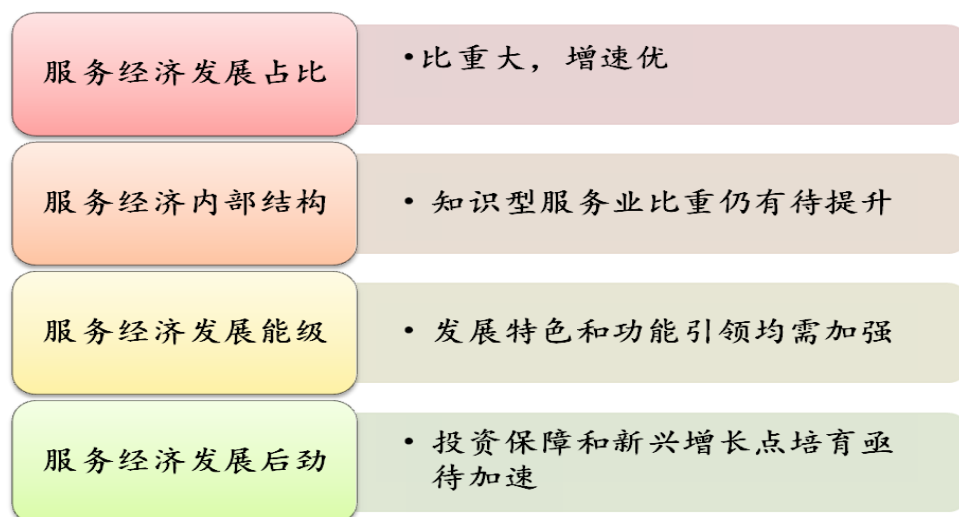 服务经济发展占比
•比重大，增速优
服务经济内部结构
• 知识型服务业比重仍有待提升
服务经济发展能级
• 发展特色和功能引领均需加强
服务经济发展后劲
• 投资保障和新兴增长点培育亟
待加速